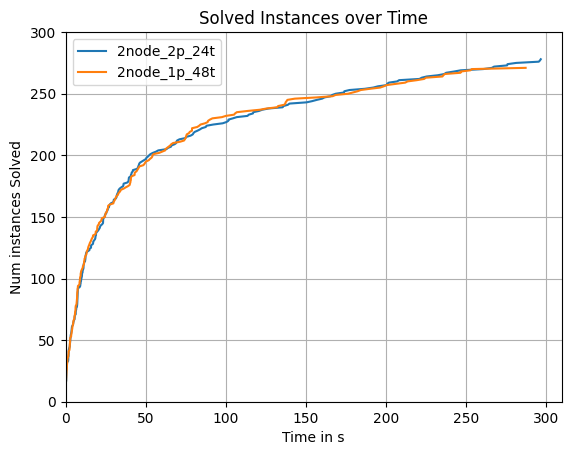 Solved Instances over Time
2node_2p_24t
2node_1p_48t
Num instances Solved
300
250
200
150
100
50
0
0 50 100 150 200 250 300
Time in s